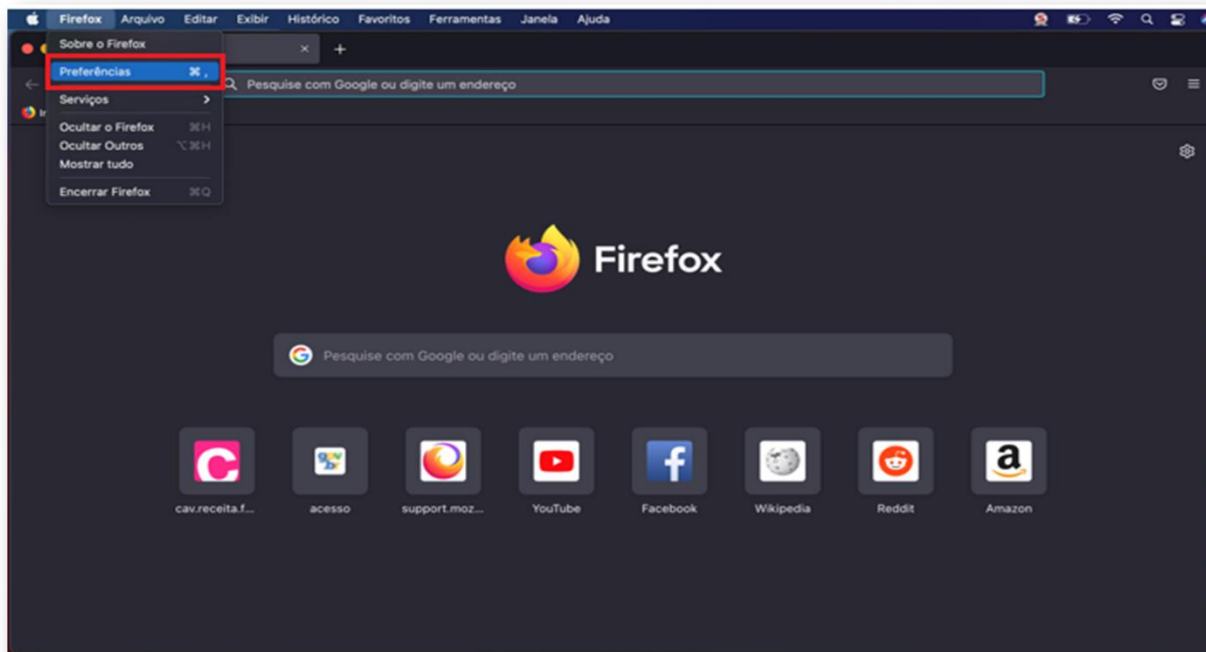 Firefox Arquivo Editar Exibir Histórico Favoritos Ferramentas Janela Ajuda
Sobre o Firefox
Preferências ⌘ ,
Serviços >
Ocultar o Firefox ⌘H
Ocultar Outros ⌥⌘H
Mostrar tudo
Encerrar Firefox ⌘Q
Pesquise com Google ou digite um endereço
Firefox
Pesquise com Google ou digite um endereço
cav.receita.f... acesso support.moz... YouTube Facebook Wikipedia Reddit Amazon